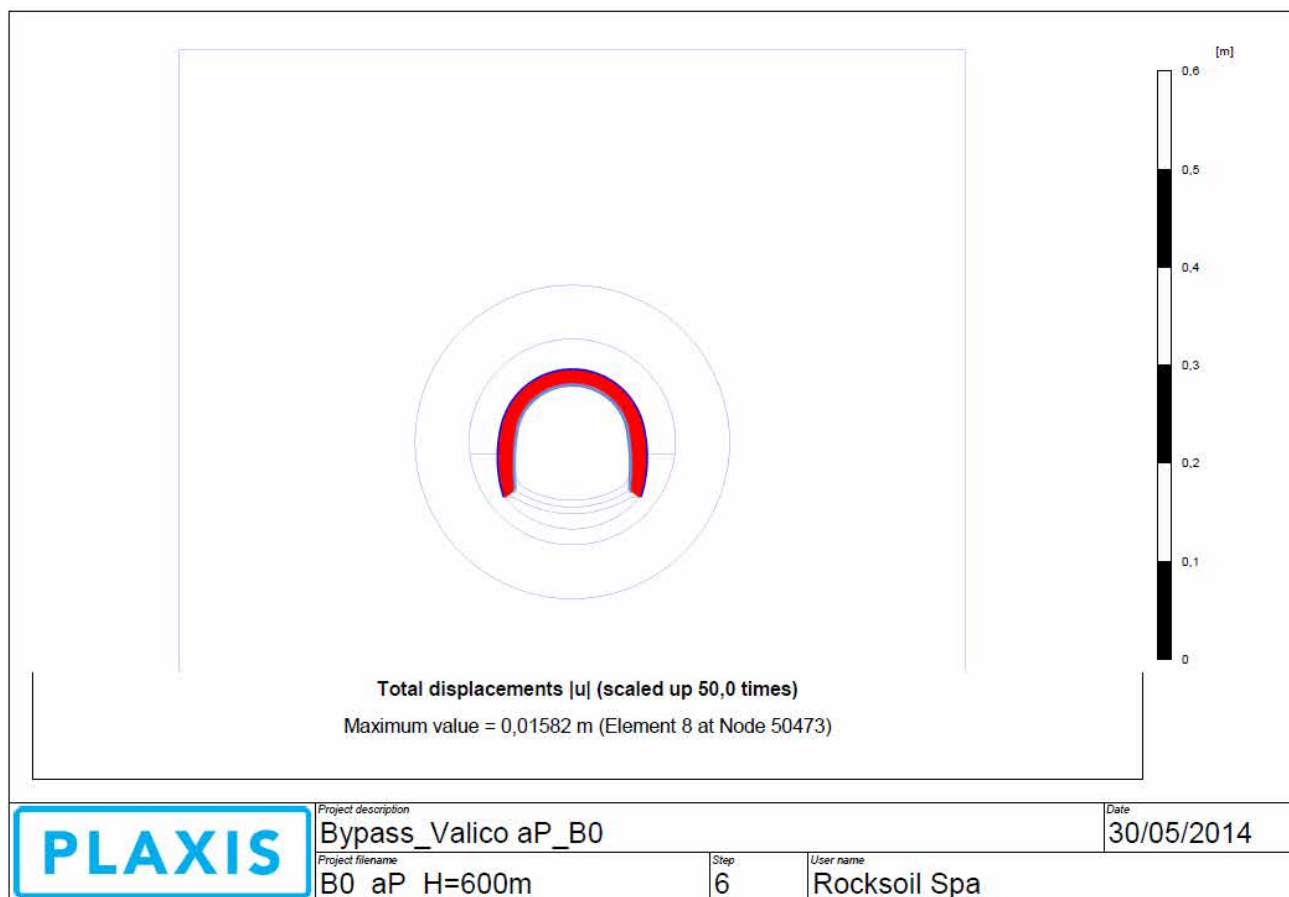 [m]
0,6
0,5
0,4
0,3
0,2
0,1
0
Total displacements |u| (scaled up 50,0 times)
Maximum value = 0,01582 m (Element 8 at Node 50473)
PLAXIS
Project description
Bypass_Valico aP_B0
Date
30/05/2014
Project filename
B0 aP H=600m
Step
6
User name
Rocksoil Spa